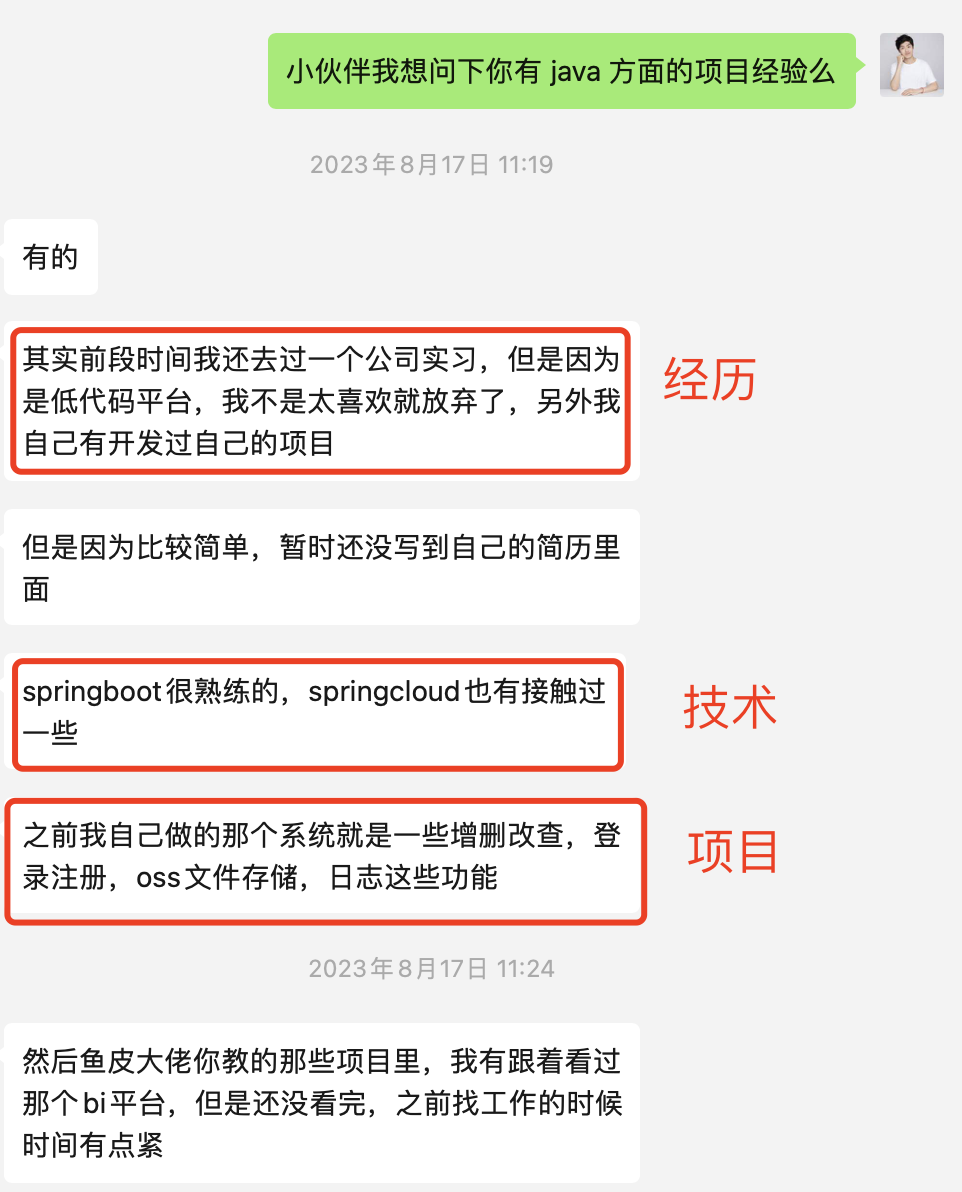 小伙伴我想问下你有 java 方面的项目经验么
2023年8月17日 11:19
有的
其实前段时间我还去过一个公司实习，但是因为
是低代码平台，我不是太喜欢就放弃了，另外我
自己有开发过自己的项目
经历
但是因为比较简单，暂时还没写到自己的简历里
面
springboot很熟练的，springcloud也有接触过
一些
技术
之前我自己做的那个系统就是一些增删改查，登
录注册，oss文件存储，日志这些功能
项目
2023年8月17日 11:24
然后鱼皮大佬你教的那些项目里，我有跟着看过
那个bi平台，但是还没看完，之前找工作的时候
时间有点紧